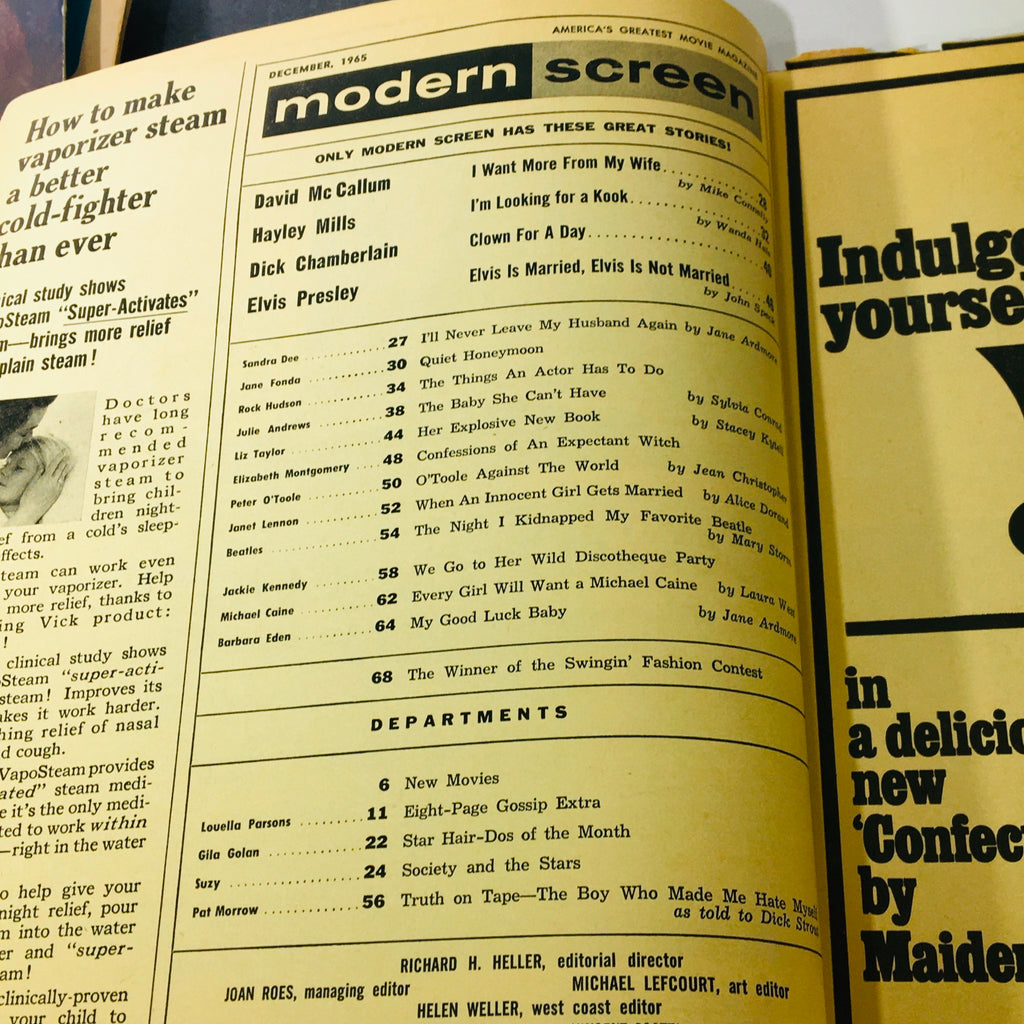 How to make
vaporizer steam
a better
cold-fighter
than ever
ical study shows
oSteam "Super-Activates"
m—brings more relief
plain steam!
Doctors
have long
recom-
mended
vaporizer
steam to
bring chil-
dren night-
ef from a cold's sleep-
ffects.
team can work even
your vaporizer. Help
more relief, thanks to
ing Vick product:
!
clinical study shows
oSteam "super-acti-
steam! Improves its
akes it work harder.
hing relief of nasal
d cough.
VapoSteam provides
ated" steam medi-
e it's the only medi-
ted to work within
—right in the water
o help give your
night relief, pour
m into the water
er and "super-
am!
clinically-proven
your child to
AMERICA'S GREATEST MOVIE MAGAZINE
DECEMBER, 1965
modern screen
ONLY MODERN SCREEN HAS THESE GREAT STORIES!
David McCallum I Want More From My Wife
by Mike
Hayley Mills I'm Looking for a Kook
by Wanda
Dick Chamberlain Clown For A Day
Elvis Presley Elvis Is Married, Elvis Is Not Married
by John
Sandra Dee 27 I'll Never Leave My Husband Again by Jane Ardmore
Jane Fonda 30 Quiet Honeymoon
Rock Hudson 34 The Things An Actor Has To Do
Julie Andrews 38 The Baby She Can't Have by Sylvia
Liz Taylor 44 Her Explosive New Book by Stacey
Elizabeth Montgomery 48 Confessions of An Expectant Witch
Peter O'Toole 50 O'Toole Against The World by Jean Christopher
Janet Lennon 52 When An Innocent Girl Gets Married by Alice
Beatles 54 The Night I Kidnapped My Favorite Beatle
by Mary Storm
Jackie Kennedy 58 We Go to Her Wild Discotheque Party
Michael Caine 62 Every Girl Will Want a Michael Caine by Laura
Barbara Eden 64 My Good Luck Baby by Jane Ardmore
68 The Winner of the Swingin' Fashion Contest
DEPARTMENTS
6 New Movies
Louella Parsons 11 Eight-Page Gossip Extra
Gila Golan 22 Star Hair-Dos of the Month
Suzy 24 Society and the Stars
Pat Morrow 56 Truth on Tape—The Boy Who Made Me Hate Myself
as told to Dick
RICHARD H. HELLER, editorial director
JOAN ROES, managing editor MICHAEL LEFCOURT, art editor
HELEN WELLER, west coast editor
Indulge
yourse
in
a delicio
new
'Confec
by
Maiden